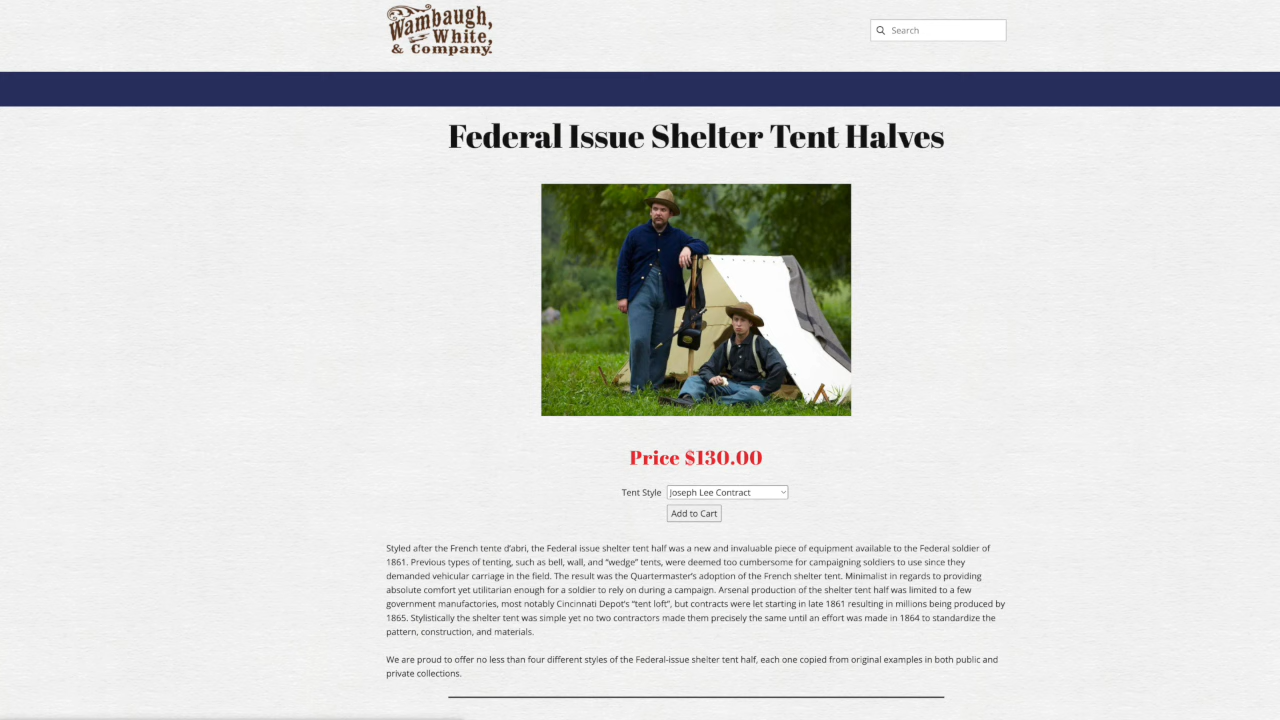 Wambaugh,
White,
& Company.
Search
Federal Issue Shelter Tent Halves
Price $130.00
Tent Style Joseph Lee Contract
Add to Cart
Styled after the French tente d'abri, the Federal issue shelter tent half was a new and invaluable piece of equipment available to the Federal soldier of
1861. Previous types of tenting, such as bell, wall, and “wedge” tents, were deemed too cumbersome for campaigning soldiers to use since they
demanded vehicular carriage in the field. The result was the Quartermaster’s adoption of the French shelter tent. Minimalist in regards to providing
absolute comfort yet utilitarian enough for a soldier to rely on during a campaign. Arsenal production of the shelter tent half was limited to a few
government manufactories, most notably Cincinnati Depot’s “tent loft”, but contracts were let starting in late 1861 resulting in millions being produced by
1865. Stylistically the shelter tent was simple yet no two contractors made them precisely the same until an effort was made in 1864 to standardize the
pattern, construction, and materials.
We are proud to offer no less than four different styles of the Federal-issue shelter tent half, each one copied from original examples in both public and
private collections.